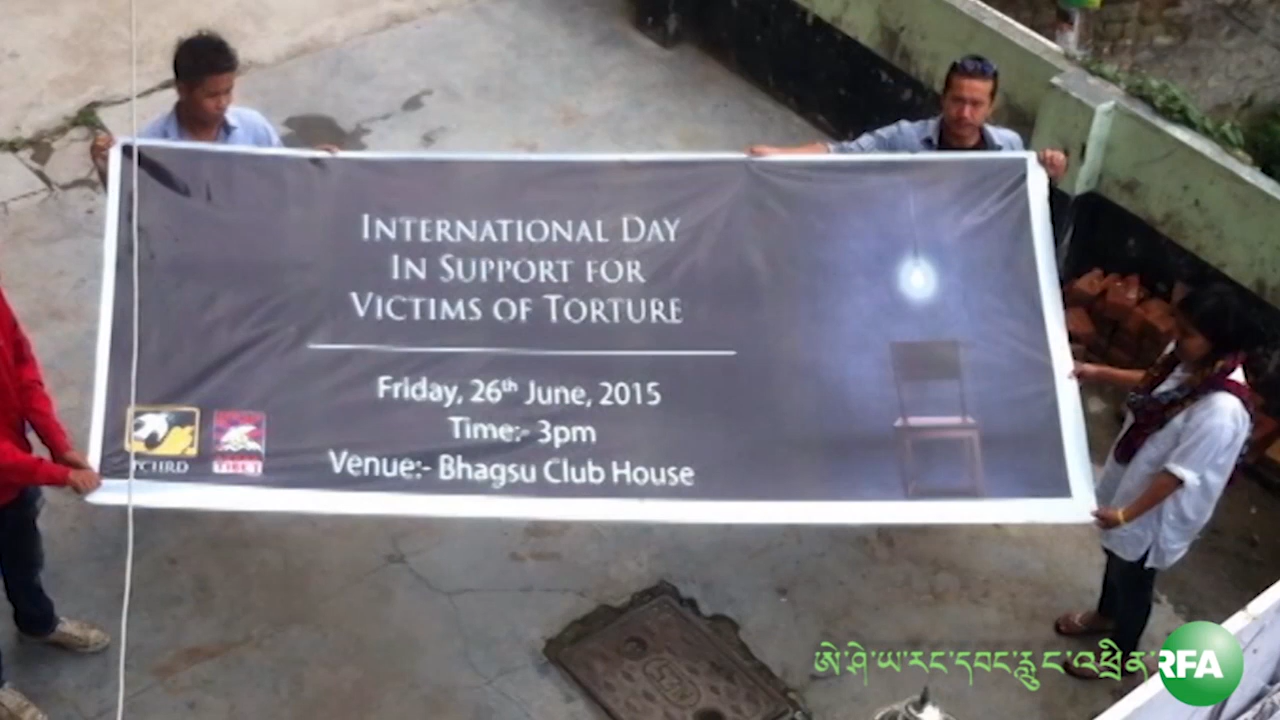 INTERNATIONAL DAY
IN SUPPORT FOR
VICTIMS OF TORTURE
Friday, 26th June, 2015
Time:- 3pm
Venue:- Bhagsu Club House
TCHRD
TIBET
ཨེ་ཤེ་ཡ་རང་དབང་རླུང་འཕྲིན་
RFA